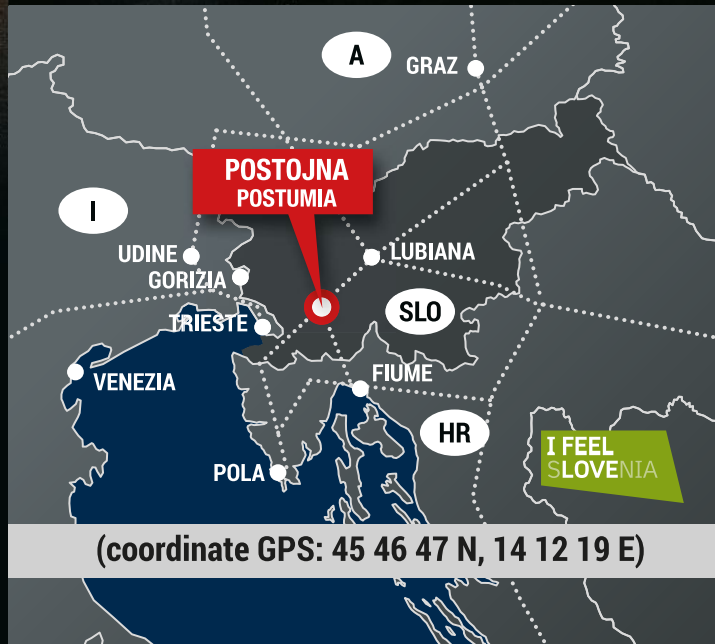 A
GRAZ
POSTOJNA
POSTUMIA
I
UDINE
LUBIANA
GORIZIA
SLO
TRIESTE
FIUME
VENEZIA
HR
I FEEL
SLOVENIA
POLA
(coordinate GPS: 45 46 47 N, 14 12 19 E)